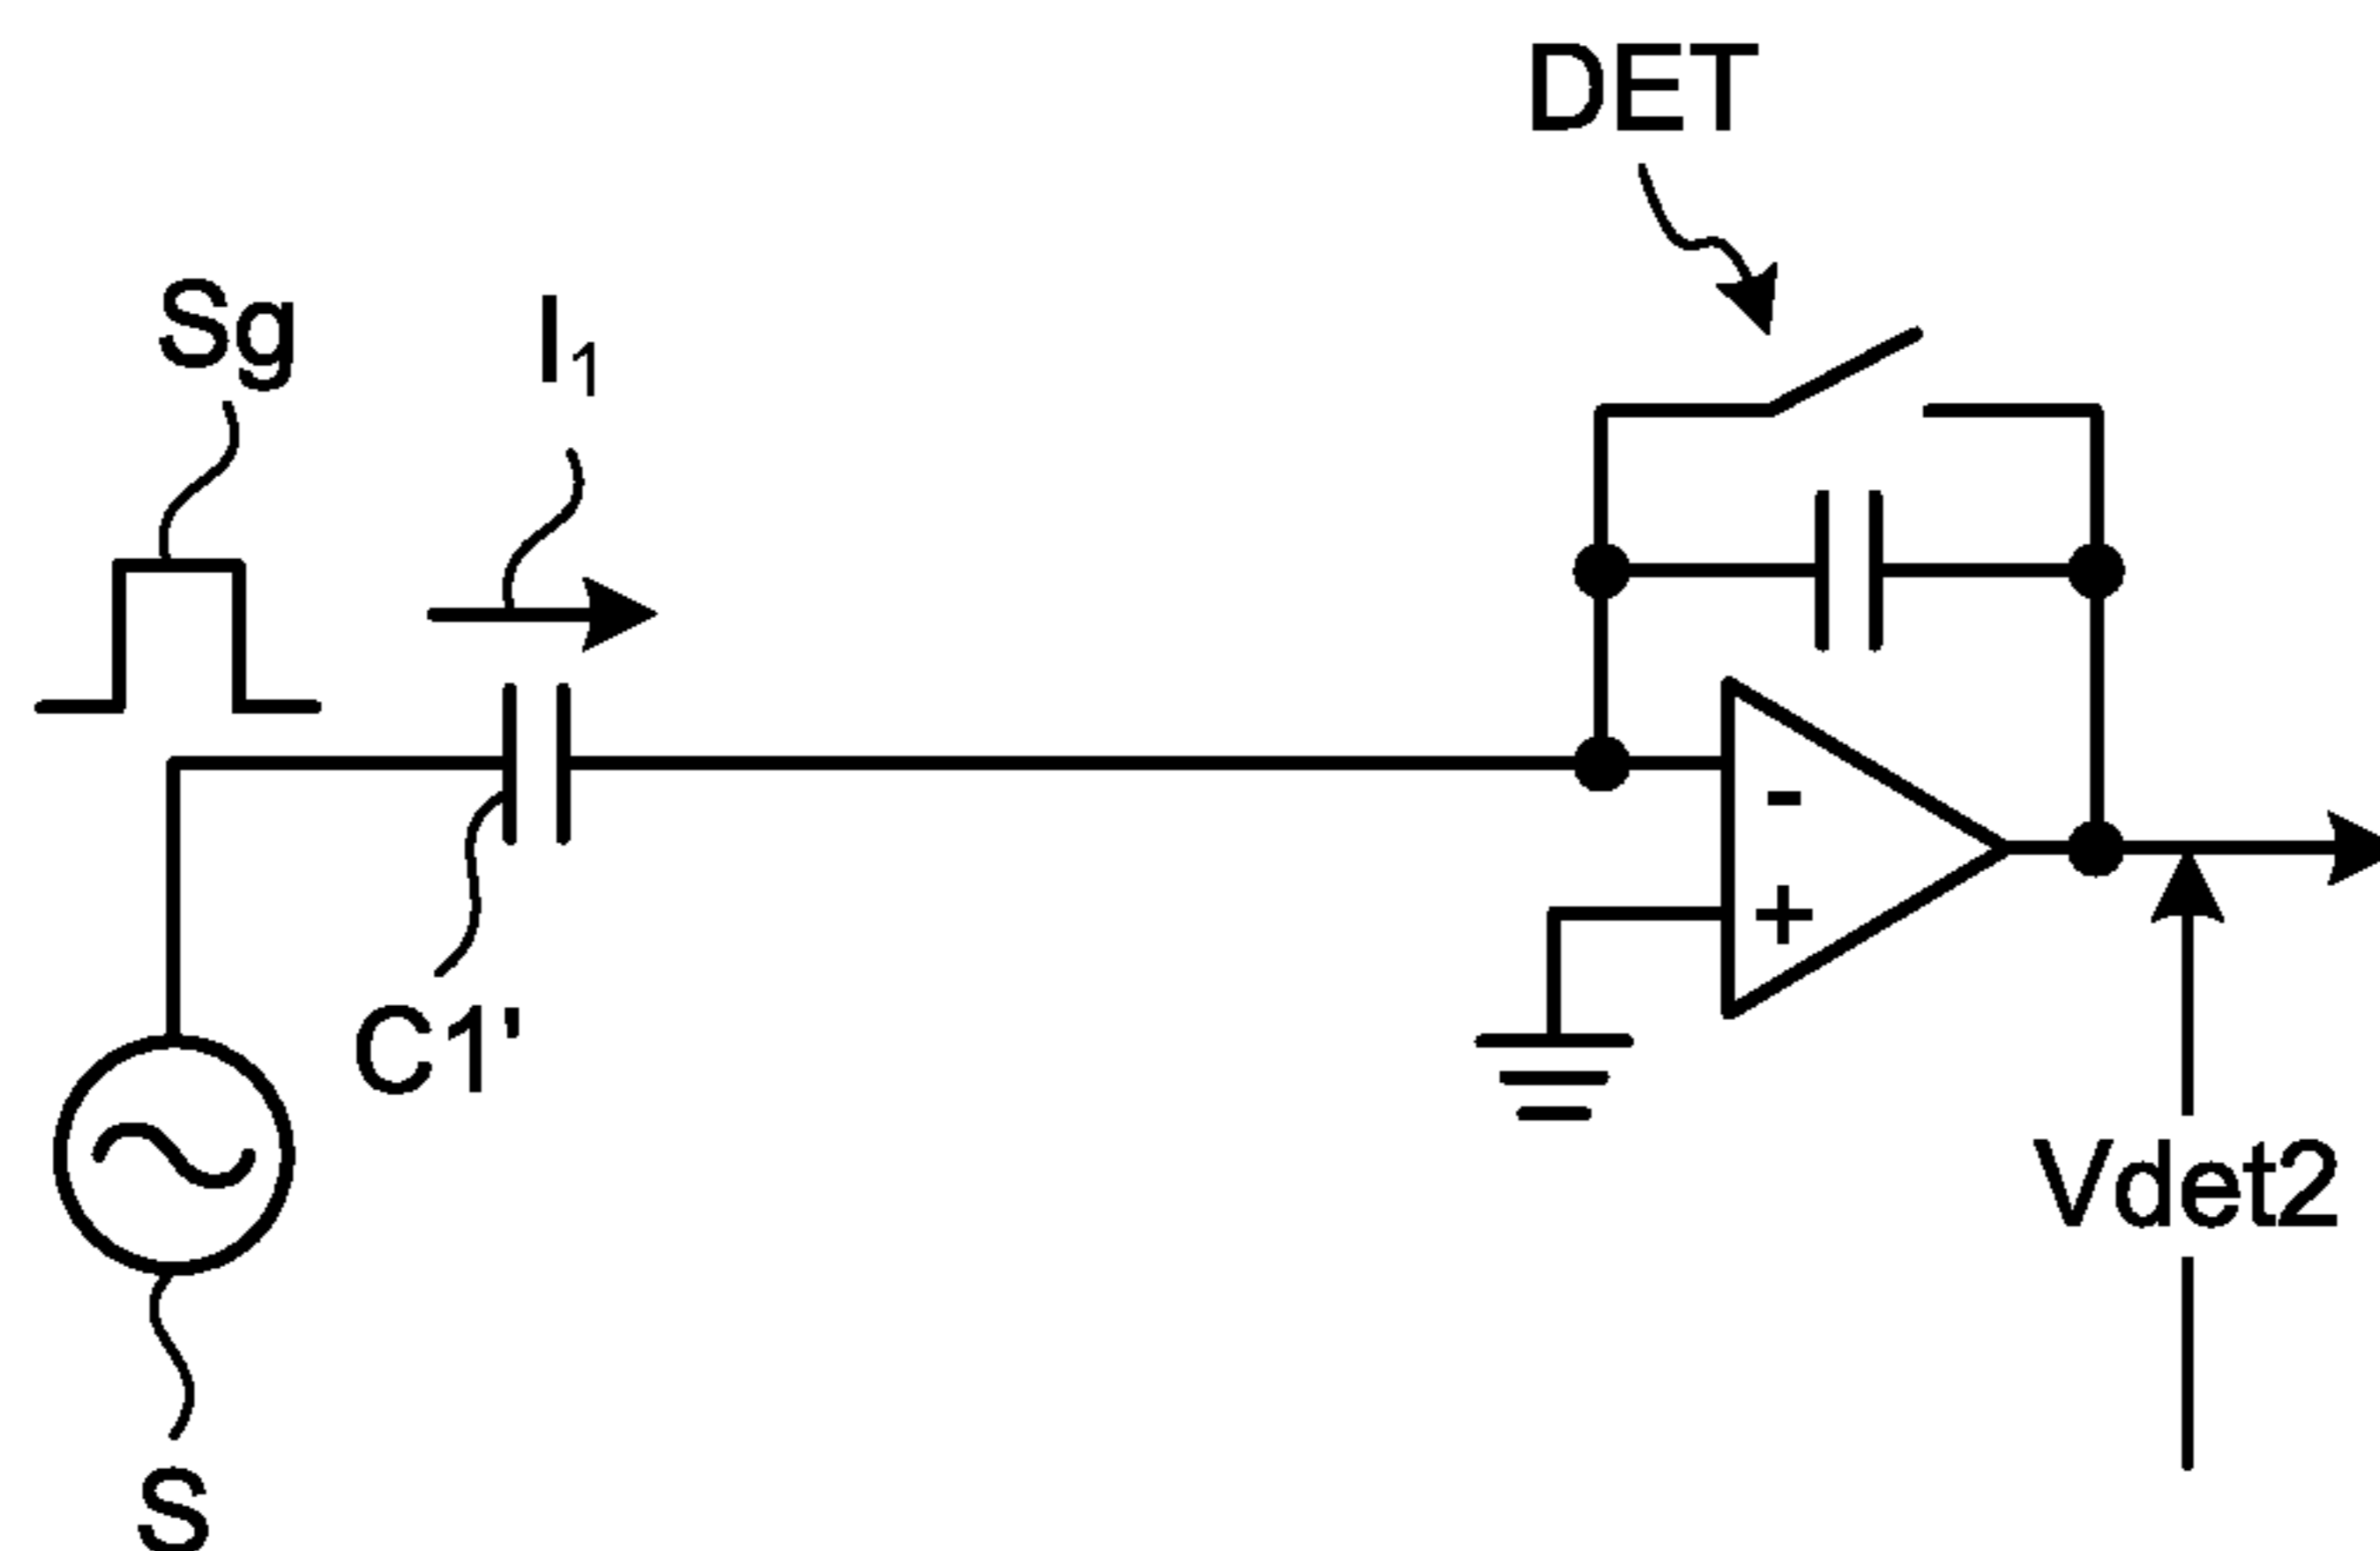 DET
Sg
I₁
-
+
C1'
Vdet2
S